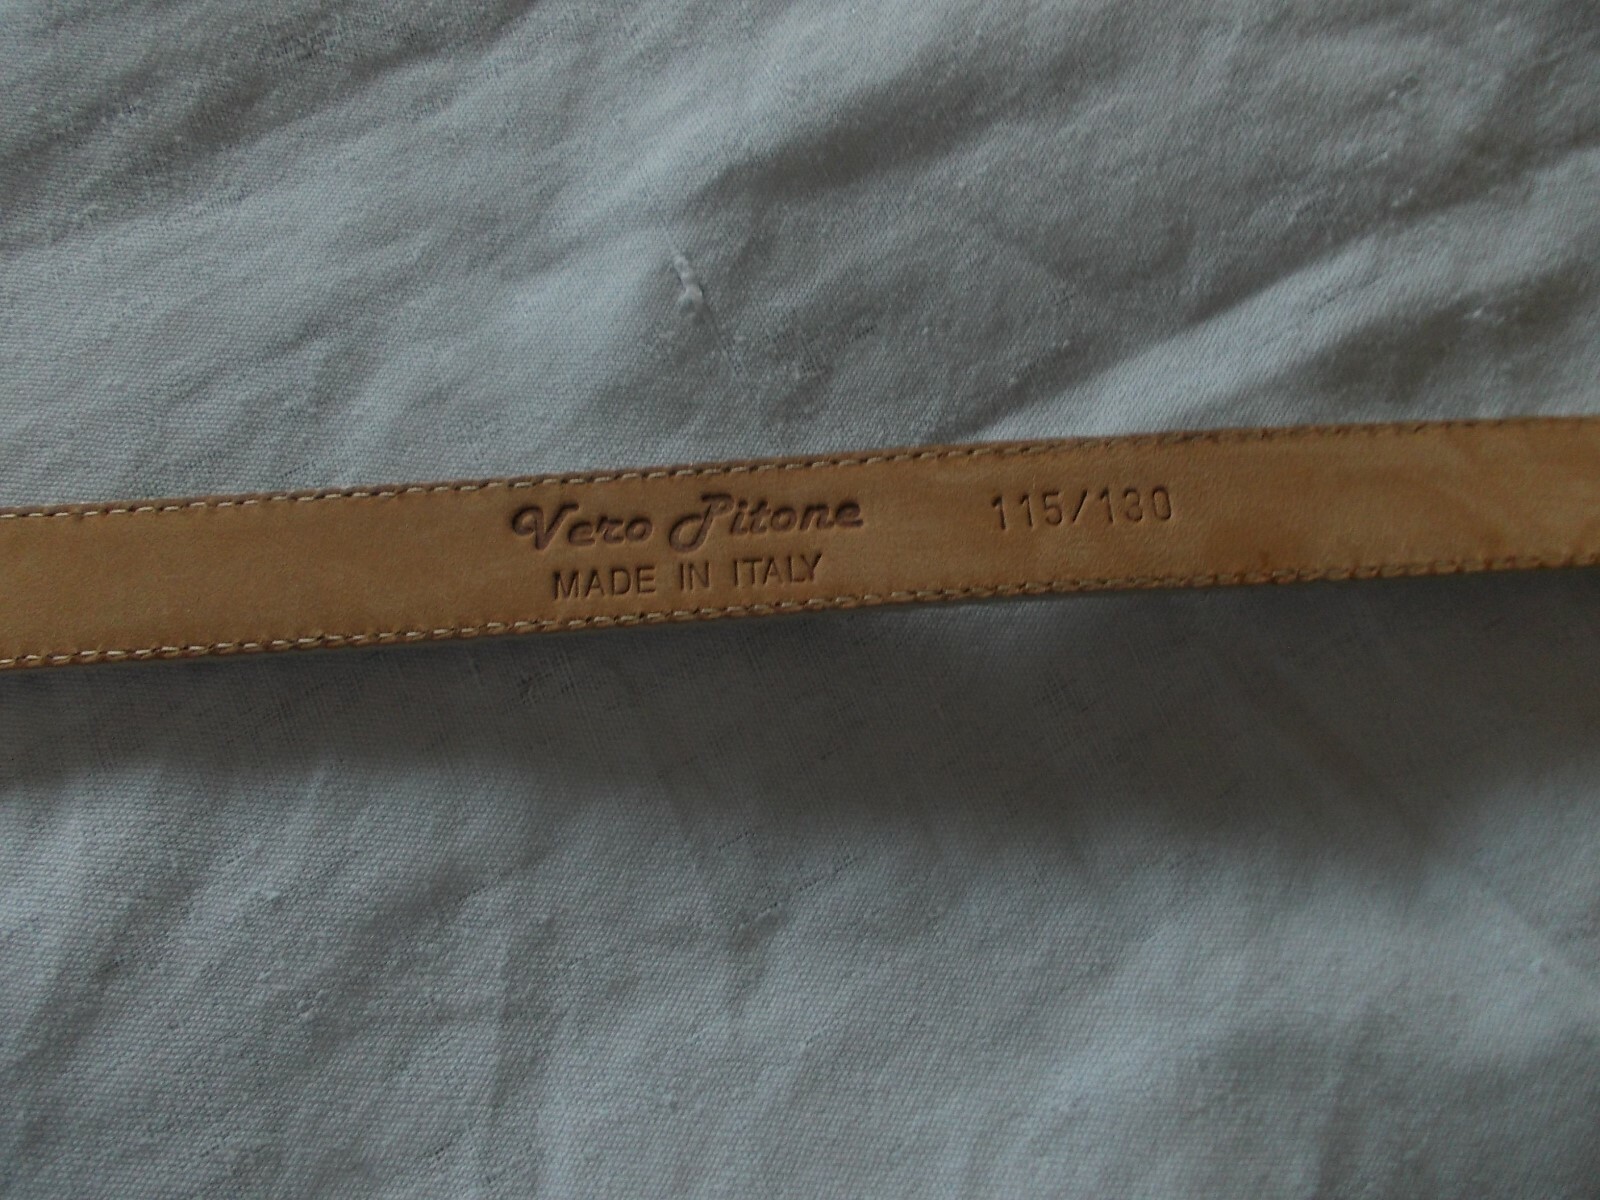 Vero Pitone 115/130
MADE IN ITALY